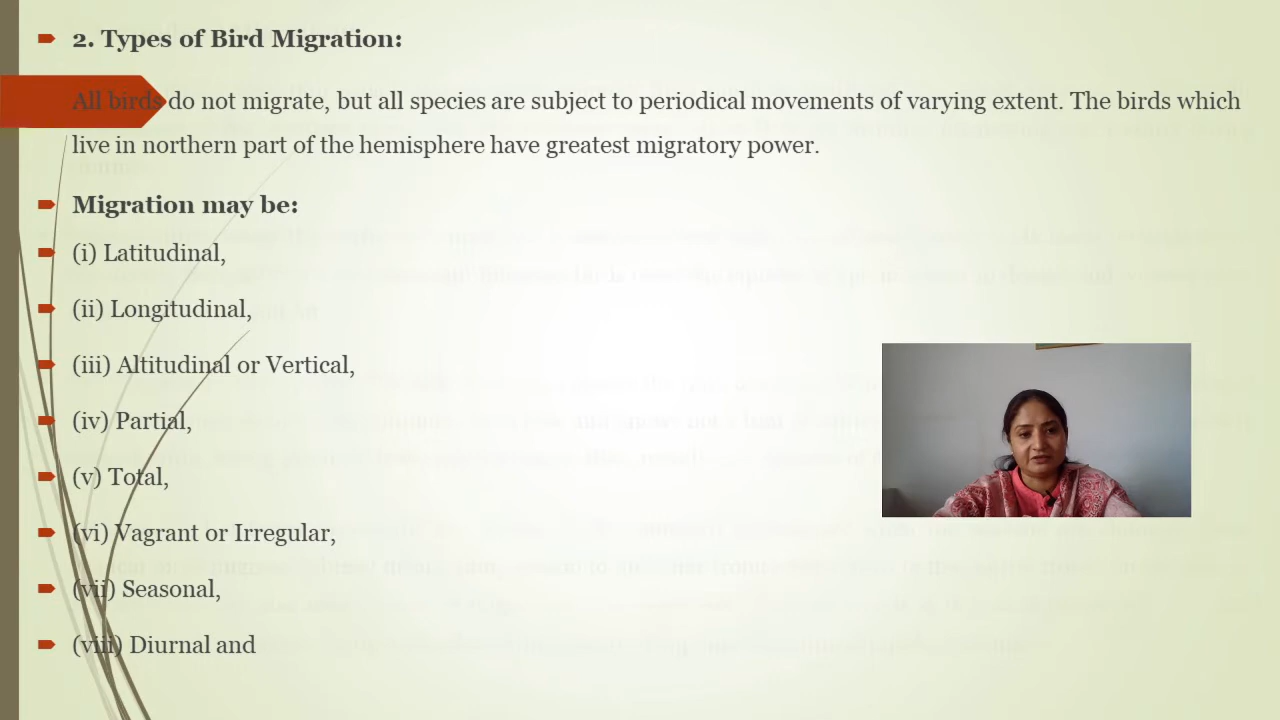 2. Types of Bird Migration:
All birds do not migrate, but all species are subject to periodical movements of varying extent. The birds which
live in northern part of the hemisphere have greatest migratory power.
Migration may be:
(i) Latitudinal,
(ii) Longitudinal,
(iii) Altitudinal or Vertical,
(iv) Partial,
(v) Total,
(vi) Vagrant or Irregular,
(vii) Seasonal,
(viii) Diurnal and